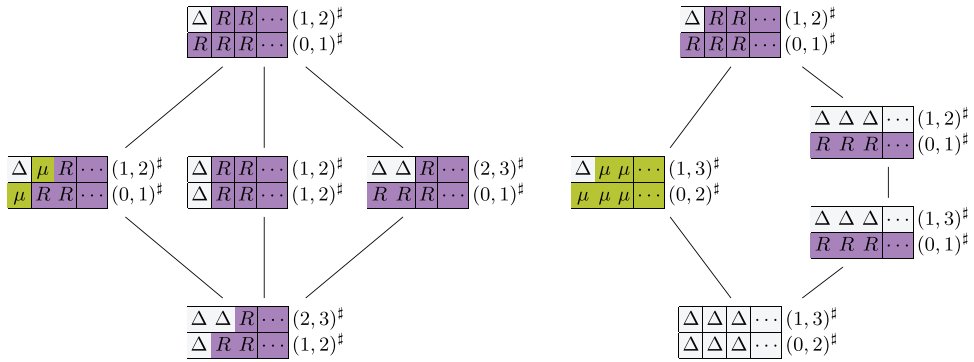 Δ R R ⋯ (1, 2)♯
R R R ⋯ (0, 1)♯
Δ μ R ⋯ (1, 2)♯
μ R R ⋯ (0, 1)♯
Δ R R ⋯ (1, 2)♯
Δ R R ⋯ (1, 2)♯
Δ Δ R ⋯ (2, 3)♯
R R R ⋯ (0, 1)♯
Δ Δ R ⋯ (2, 3)♯
Δ R R ⋯ (1, 2)♯
Δ R R ⋯ (1, 2)♯
R R R ⋯ (0, 1)♯
Δ Δ Δ ⋯ (1, 2)♯
R R R ⋯ (0, 1)♯
Δ μ μ ⋯ (1, 3)♯
μ μ μ ⋯ (0, 2)♯
Δ Δ Δ ⋯ (1, 3)♯
R R R ⋯ (0, 1)♯
Δ Δ Δ ⋯ (1, 3)♯
Δ Δ Δ ⋯ (0, 2)♯